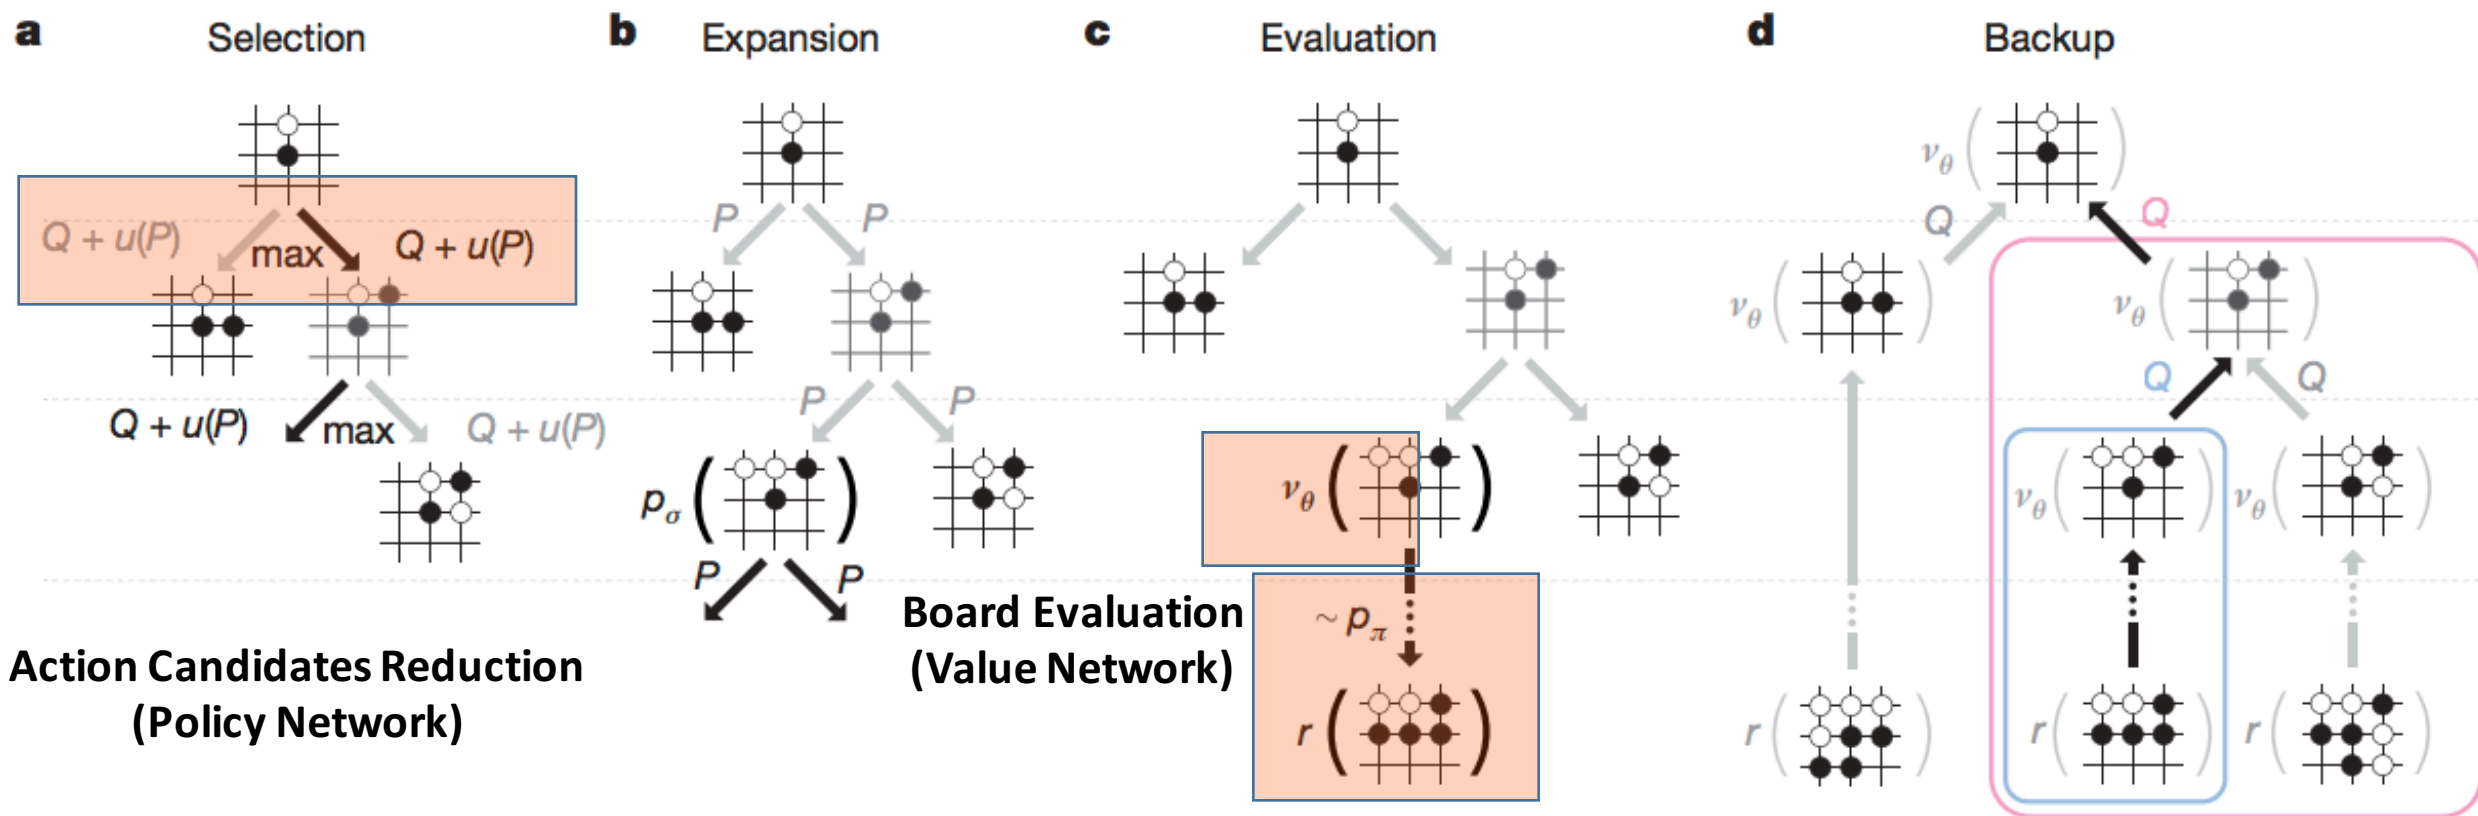 a Selection
b Expansion
c Evaluation
d Backup
Q + u(P)
max
Q + u(P)
Q + u(P)
max
Q + u(P)
Action Candidates Reduction
(Policy Network)
P
P
P
P
pσ
P
P
Board Evaluation
(Value Network)
νθ
~ pπ
r
νθ
Q
Q
νθ
νθ
Q
Q
νθ
νθ
r
r
r